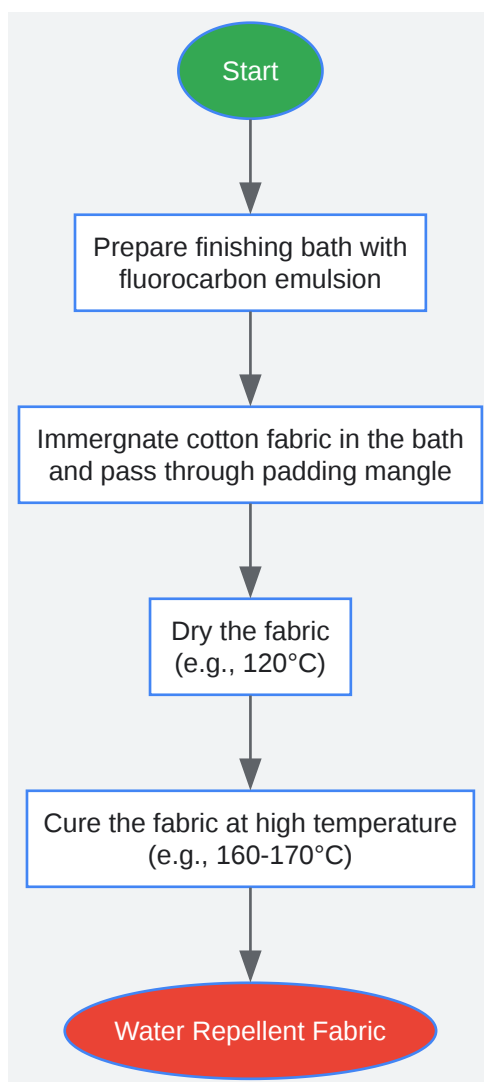 Start
Prepare finishing bath with
fluorocarbon emulsion
Immergnate cotton fabric in the bath
and pass through padding mangle
Dry the fabric
(e.g., 120°C)
Cure the fabric at high temperature
(e.g., 160-170°C)
Water Repellent Fabric